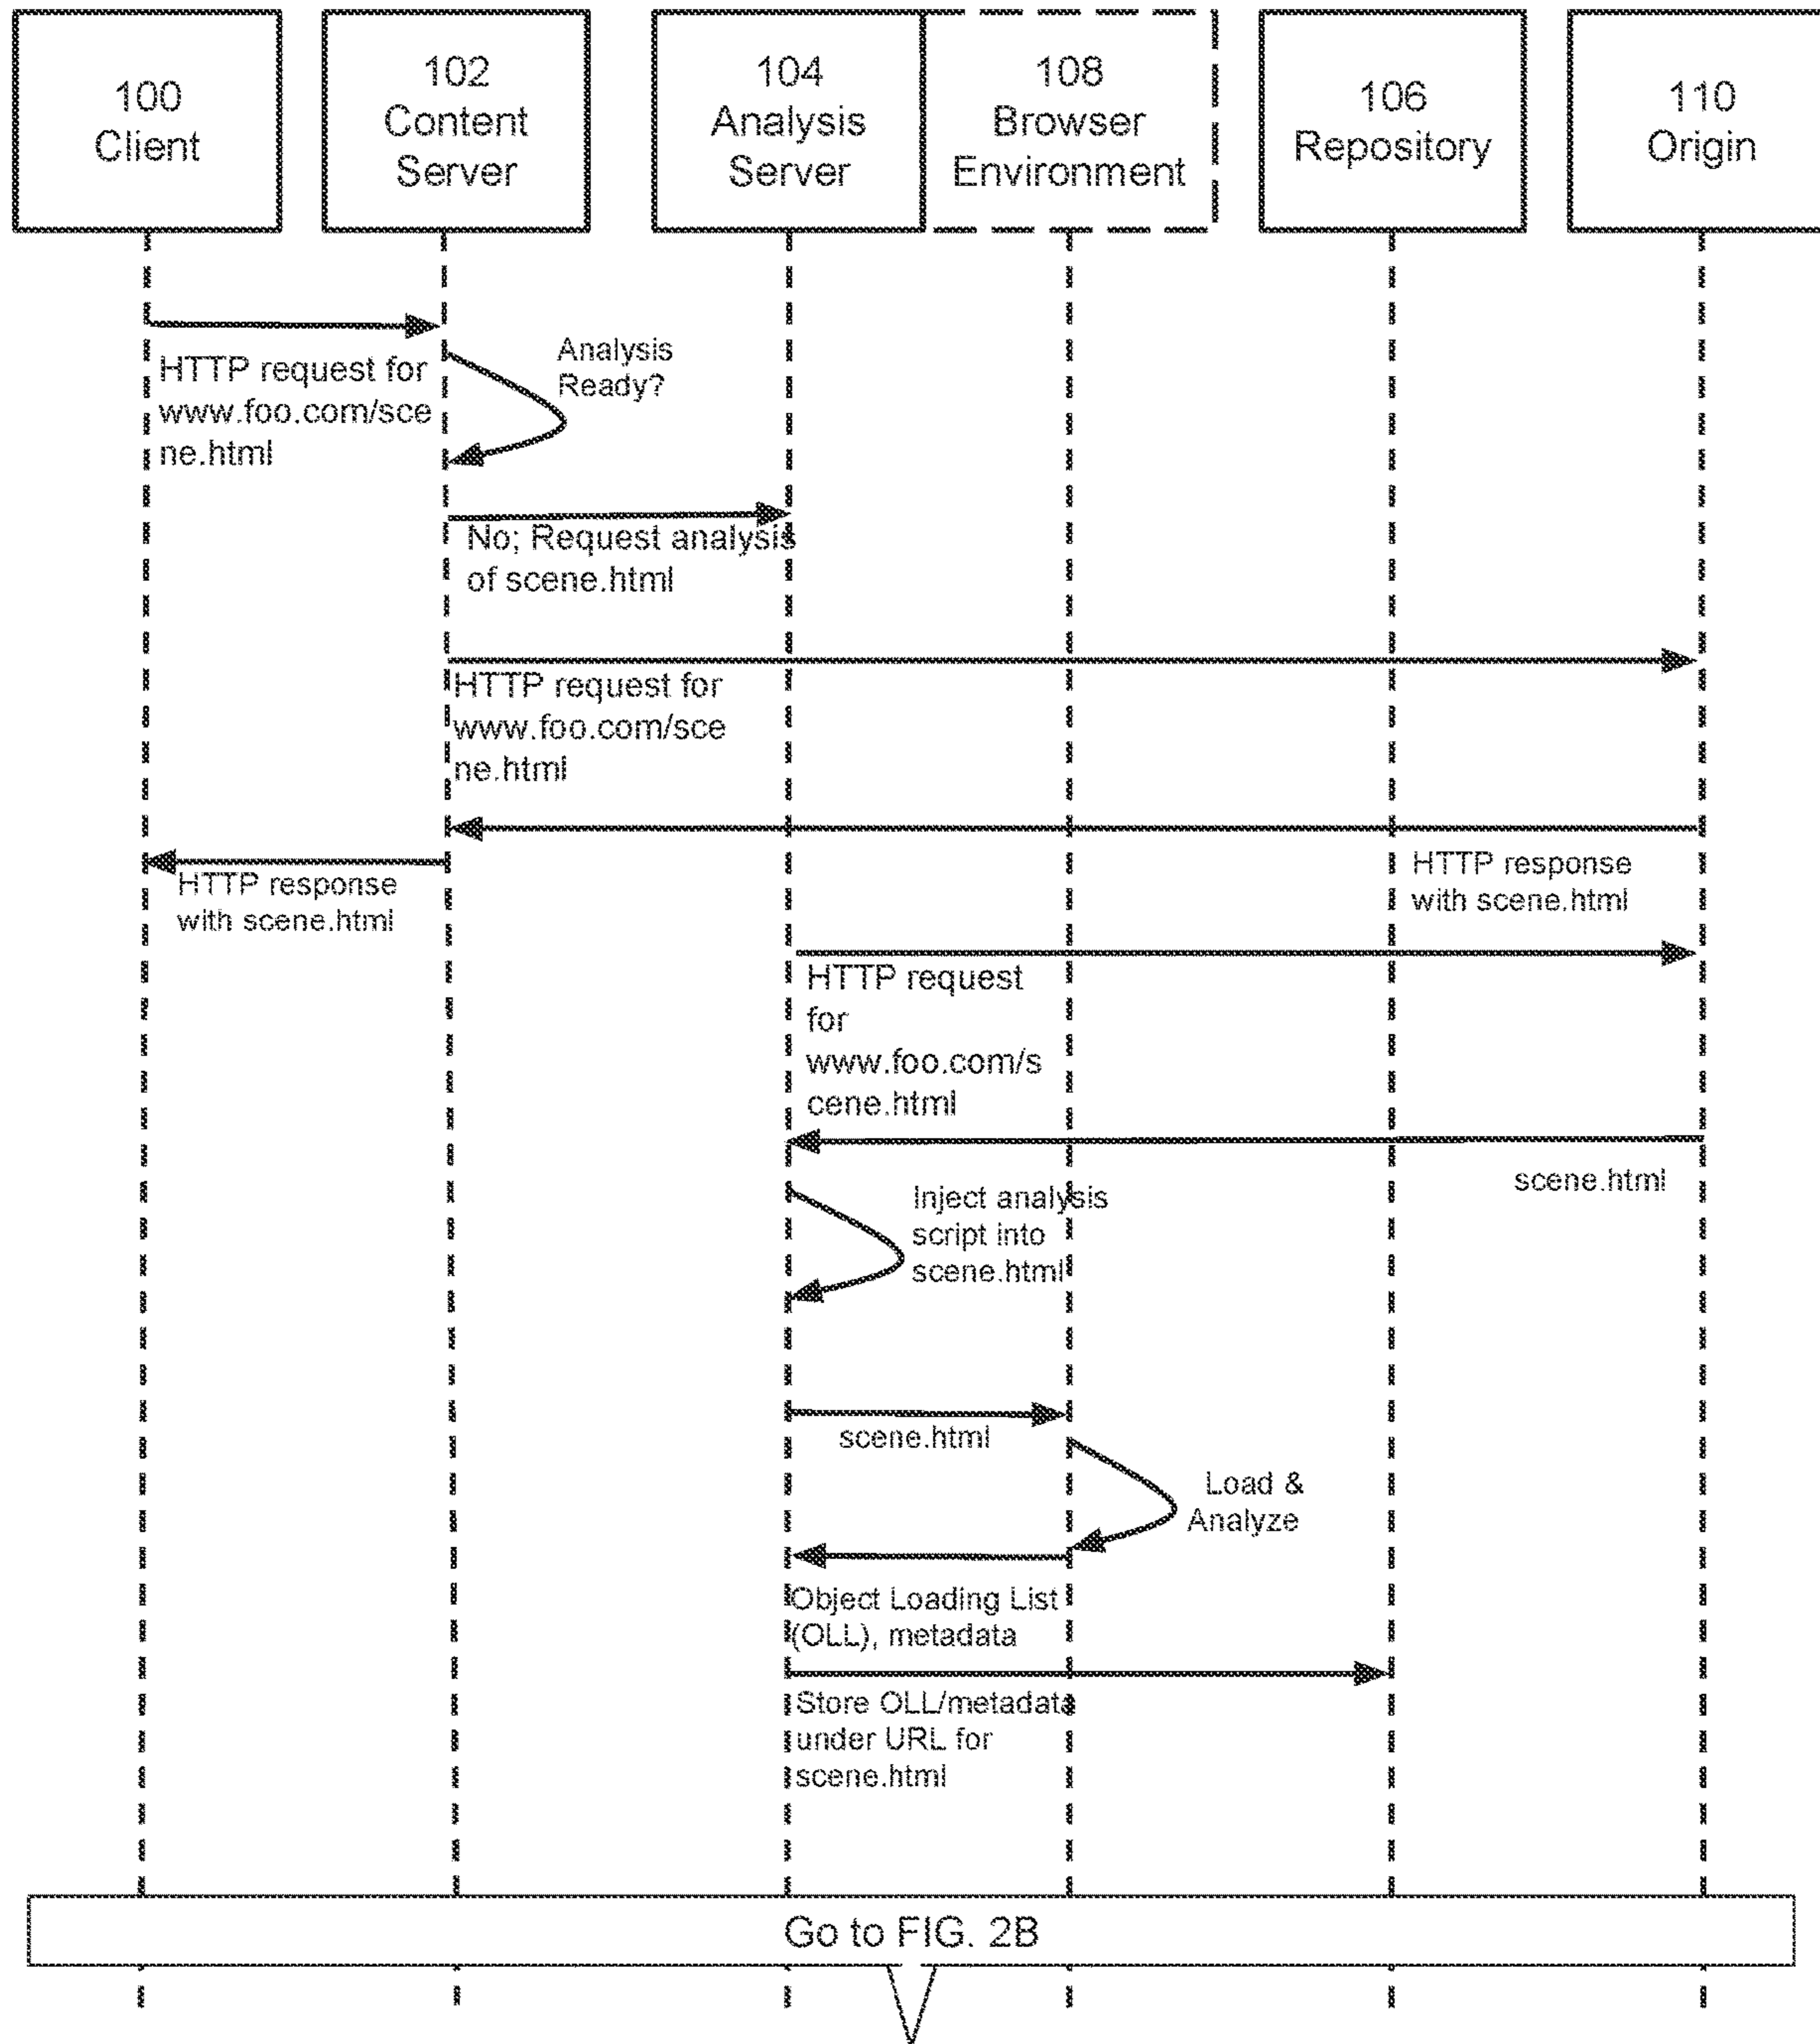 100
Client
102
Content
Server
104
Analysis
Server
108
Browser
Environment
106
Repository
110
Origin
HTTP request for
www.foo.com/sce
ne.html
Analysis
Ready?
No; Request analysis
of scene.html
HTTP request for
www.foo.com/sce
ne.html
HTTP response
with scene.html
HTTP response
with scene.html
HTTP request
for
www.foo.com/s
cene.html
scene.html
Inject analysis
script into
scene.html
scene.html
Load &
Analyze
Object Loading List
(OLL), metadata
Store OLL/metadata
under URL for
scene.html
Go to FIG. 2B